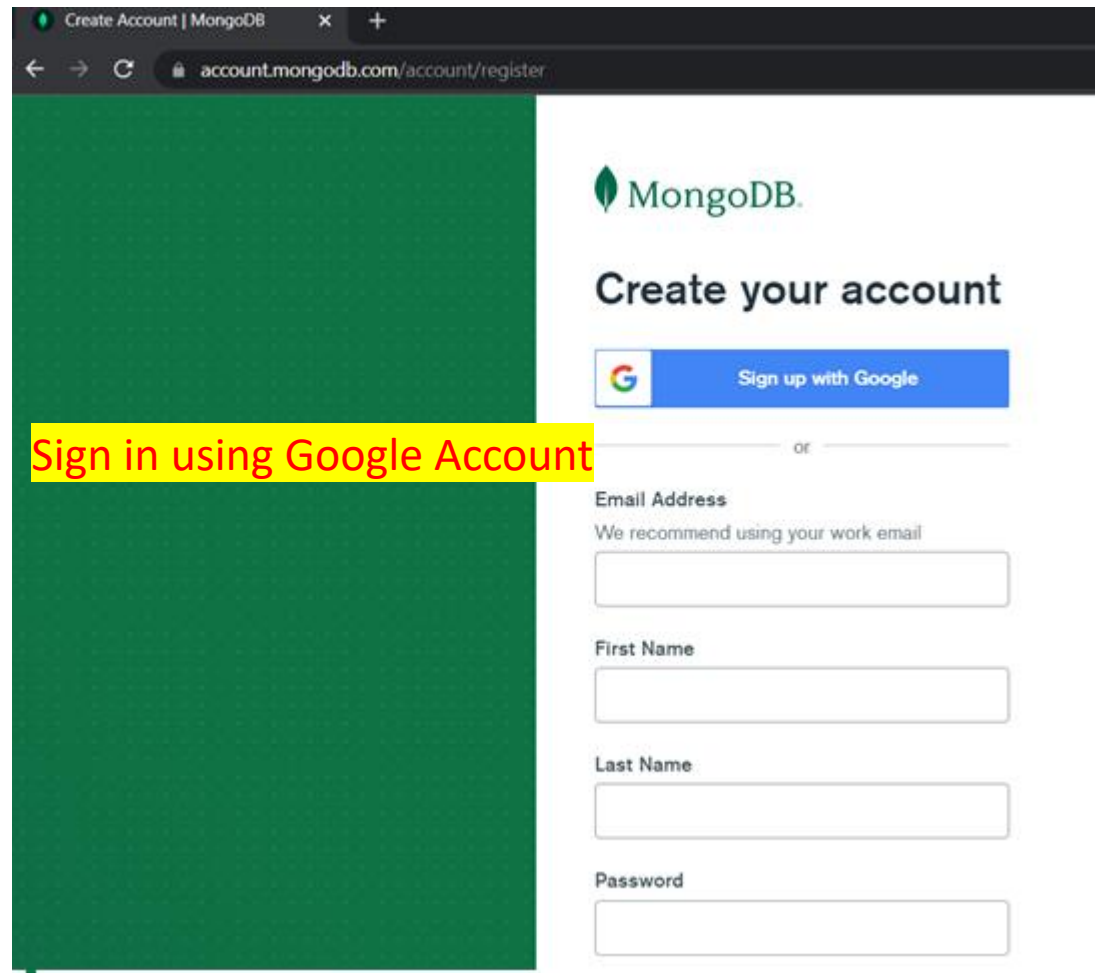 Create Account | MongoDB
account.mongodb.com/account/register
MongoDB.
Create your account
Sign up with Google
or
Sign in using Google Account
Email Address
We recommend using your work email
First Name
Last Name
Password